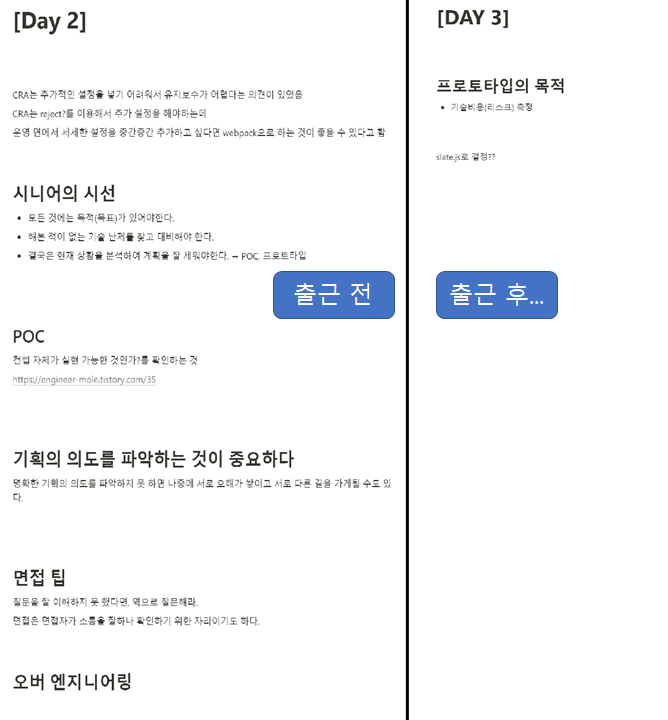 [Day 2]
CRA는 추가적인 설정을 넣기 어려워서 유지보수가 어렵다는 의견이 있었음
CRA는 reject?를 이용해서 추가 설정을 해야하는데
운영 면에서 세세한 설정을 중간중간 추가하고 싶다면 webpack으로 하는 것이 좋을 수 있다고 함
시니어의 시선
• 모든 것에는 목적(목표)가 있어야한다.
• 해본 적이 없는 기술 난제를 찾고 대비해야 한다.
• 결국은 현재 상황을 분석하여 계획을 잘 세워야한다. — POC, 프로토타입
출근 전
POC
컨셉 자체가 실현 가능한 것인가?를 확인하는 것
https://engineer-mole.tistory.com/35
기획의 의도를 파악하는 것이 중요하다
명확한 기획의 의도를 파악하지 못 하면 나중에 서로 오해가 쌓이고 서로 다른 길을 가게될 수도 있
다.
면접 팁
질문을 잘 이해하지 못 했다면, 역으로 질문해라.
면접은 면접자가 소통을 잘하나 확인하기 위한 자리이기도 하다.
오버 엔지니어링
[DAY 3]
프로토타입의 목적
• 기술비용(리스크) 측정
slate.js로 결정??
출근 후...